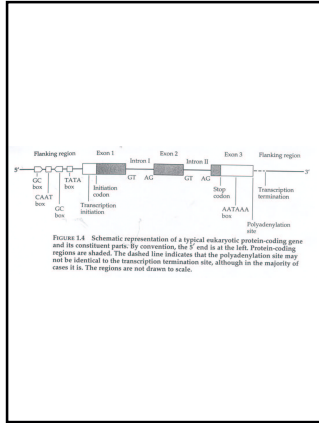 Flanking region Exon 1 Exon 2 Exon 3 Flanking region
Intron I Intron II
5' 3'
GC box
CAAT box
GC box
TATA box
Transcription initiation
Initiation codon
GT AG GT AG
Stop codon
AATAAA box
Polyadenylation site
Transcription termination
FIGURE 1.4 Schematic representation of a typical eukaryotic protein-coding gene
and its constituent parts. By convention, the 5' end is at the left. Protein-coding
regions are shaded. The dashed line indicates that the polyadenylation site may
not be identical to the transcription termination site, although in the majority of
cases it is. The regions are not drawn to scale.